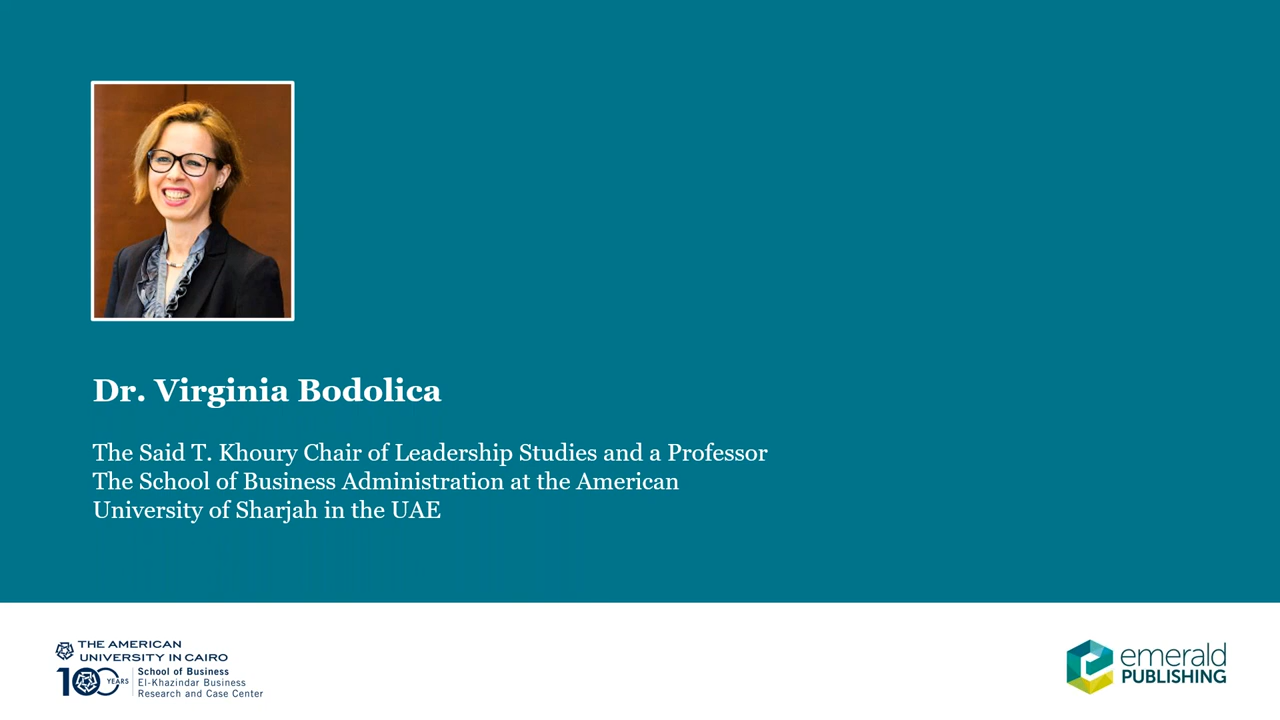 Dr. Virginia Bodolica
The Said T. Khoury Chair of Leadership Studies and a Professor
The School of Business Administration at the American
University of Sharjah in the UAE
THE AMERICAN
UNIVERSITY IN CAIRO
100 YEARS
School of Business
El-Khazindar Business
Research and Case Center
emerald
PUBLISHING